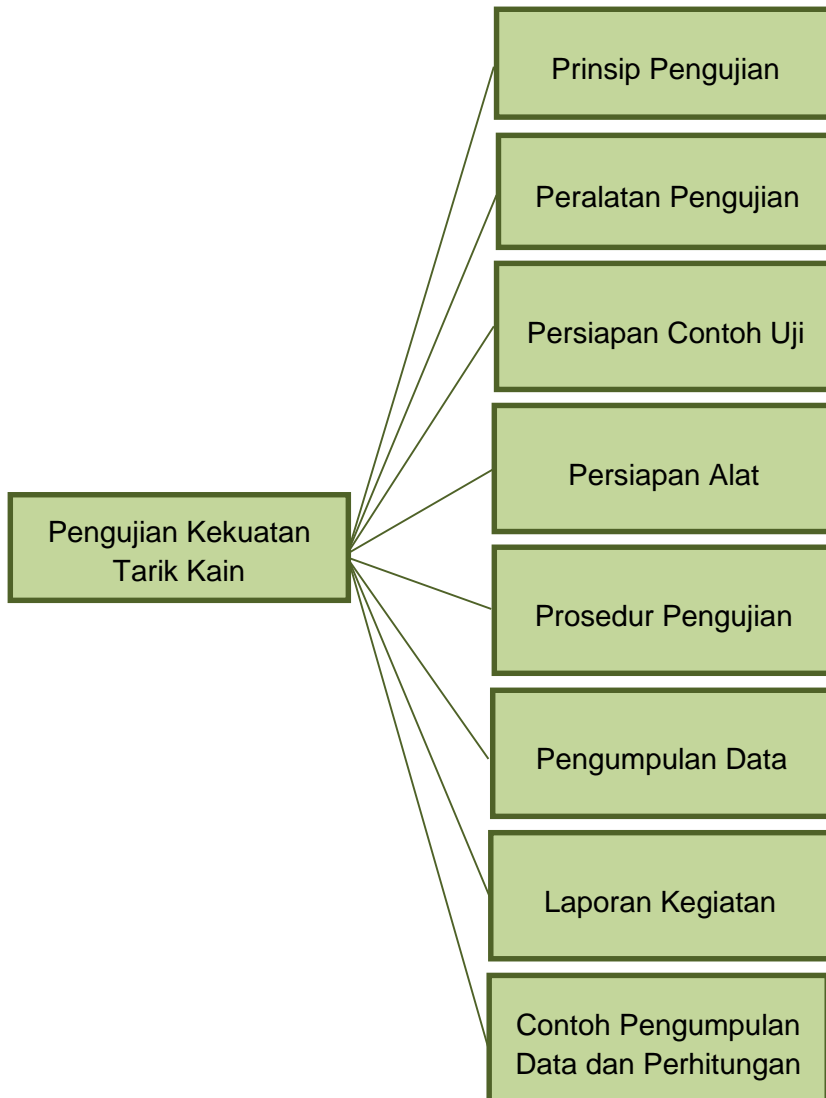 Pengujian Kekuatan
Tarik Kain
Prinsip Pengujian
Peralatan Pengujian
Persiapan Contoh Uji
Persiapan Alat
Prosedur Pengujian
Pengumpulan Data
Laporan Kegiatan
Contoh Pengumpulan
Data dan Perhitungan